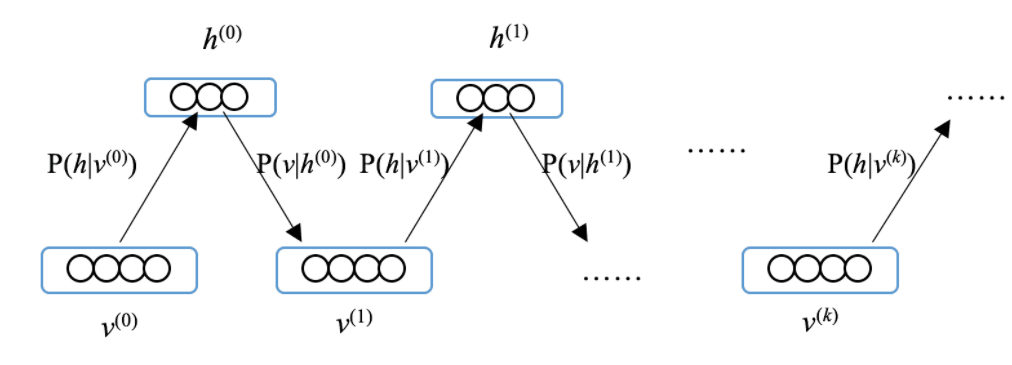 h⁽⁰⁾ h⁽¹⁾
……
P(h|v⁽⁰⁾) P(v|h⁽⁰⁾) P(h|v⁽¹⁾) P(v|h⁽¹⁾) …… P(h|v⁽ᵏ⁾)
……
v⁽⁰⁾ v⁽¹⁾ v⁽ᵏ⁾